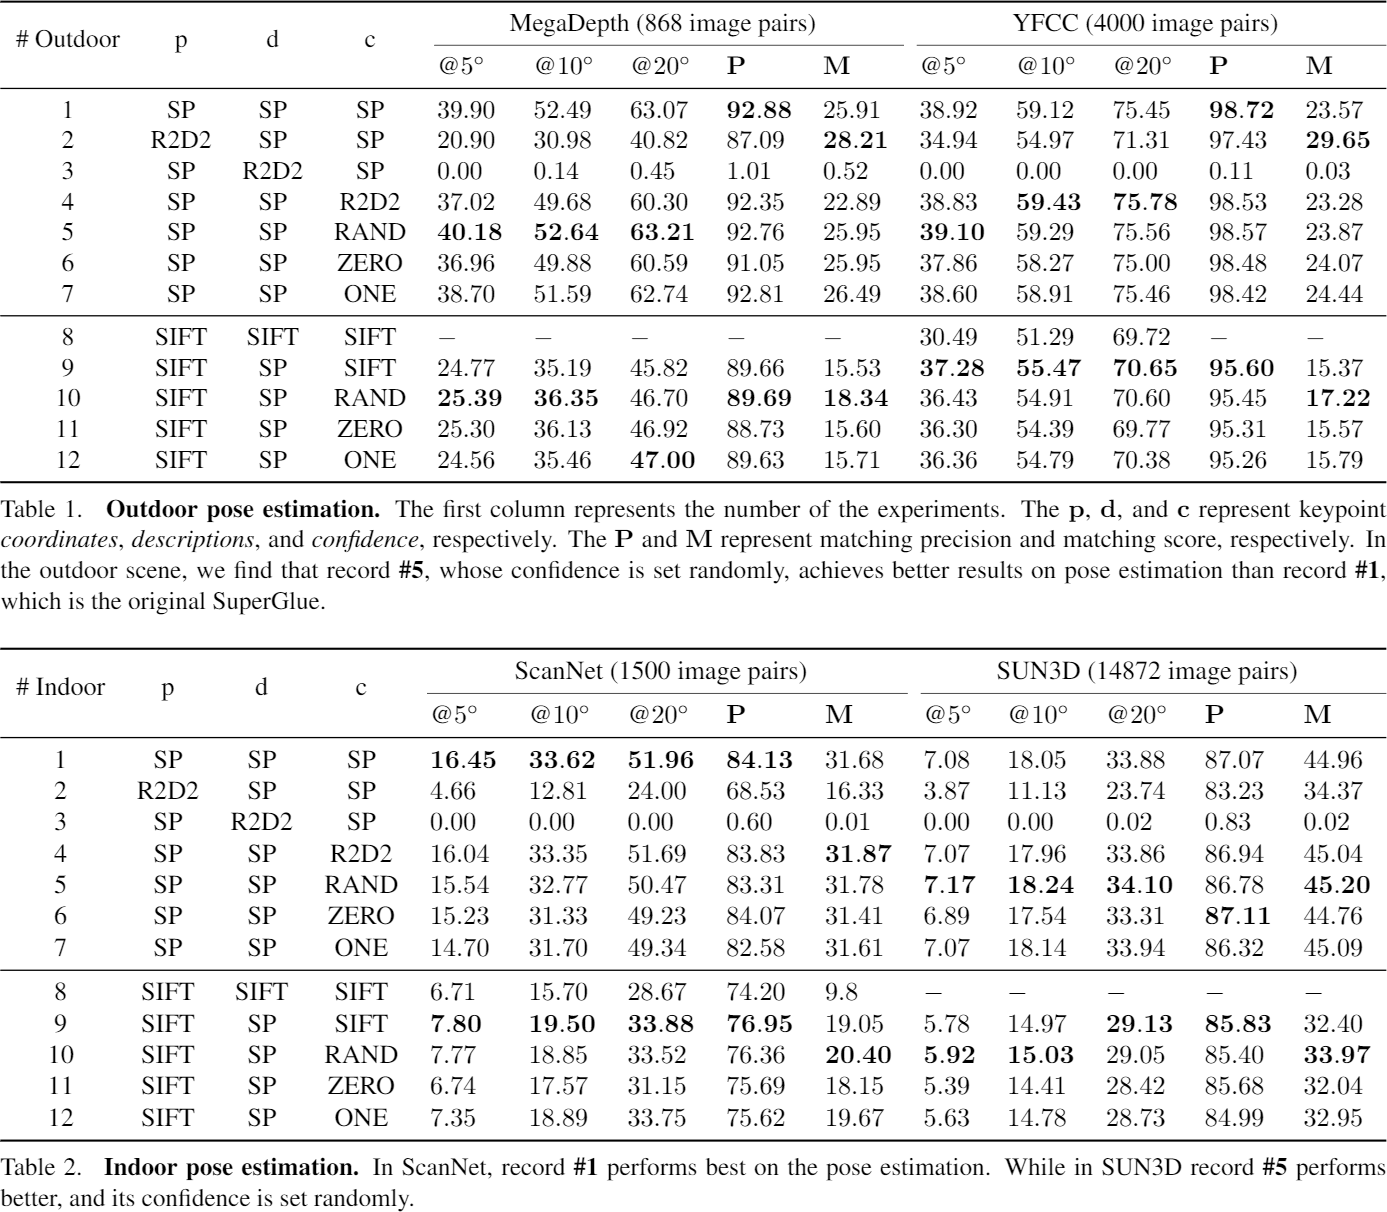 # Outdoor p d c MegaDepth (868 image pairs) YFCC (4000 image pairs)
@5° @10° @20° P M @5° @10° @20° P M
1 SP SP SP 39.90 52.49 63.07 92.88 25.91 38.92 59.12 75.45 98.72 23.57
2 R2D2 SP SP 20.90 30.98 40.82 87.09 28.21 34.94 54.97 71.31 97.43 29.65
3 SP R2D2 SP 0.00 0.14 0.45 1.01 0.52 0.00 0.00 0.00 0.11 0.03
4 SP SP R2D2 37.02 49.68 60.30 92.35 22.89 38.83 59.43 75.78 98.53 23.28
5 SP SP RAND 40.18 52.64 63.21 92.76 25.95 39.10 59.29 75.56 98.57 23.87
6 SP SP ZERO 36.96 49.88 60.59 91.05 25.95 37.86 58.27 75.00 98.48 24.07
7 SP SP ONE 38.70 51.59 62.74 92.81 26.49 38.60 58.91 75.46 98.42 24.44
8 SIFT SIFT SIFT – – – – – 30.49 51.29 69.72 – –
9 SIFT SP SIFT 24.77 35.19 45.82 89.66 15.53 37.28 55.47 70.65 95.60 15.37
10 SIFT SP RAND 25.39 36.35 46.70 89.69 18.34 36.43 54.91 70.60 95.45 17.22
11 SIFT SP ZERO 25.30 36.13 46.92 88.73 15.60 36.30 54.39 69.77 95.31 15.57
12 SIFT SP ONE 24.56 35.46 47.00 89.63 15.71 36.36 54.79 70.38 95.26 15.79
Table 1. Outdoor pose estimation. The first column represents the number of the experiments. The p, d, and c represent keypoint
coordinates, descriptions, and confidence, respectively. The P and M represent matching precision and matching score, respectively. In
the outdoor scene, we find that record #5, whose confidence is set randomly, achieves better results on pose estimation than record #1,
which is the original SuperGlue.
# Indoor p d c ScanNet (1500 image pairs) SUN3D (14872 image pairs)
@5° @10° @20° P M @5° @10° @20° P M
1 SP SP SP 16.45 33.62 51.96 84.13 31.68 7.08 18.05 33.88 87.07 44.96
2 R2D2 SP SP 4.66 12.81 24.00 68.53 16.33 3.87 11.13 23.74 83.23 34.37
3 SP R2D2 SP 0.00 0.00 0.00 0.60 0.01 0.00 0.00 0.02 0.83 0.02
4 SP SP R2D2 16.04 33.35 51.69 83.83 31.87 7.07 17.96 33.86 86.94 45.04
5 SP SP RAND 15.54 32.77 50.47 83.31 31.78 7.17 18.24 34.10 86.78 45.20
6 SP SP ZERO 15.23 31.33 49.23 84.07 31.41 6.89 17.54 33.31 87.11 44.76
7 SP SP ONE 14.70 31.70 49.34 82.58 31.61 7.07 18.14 33.94 86.32 45.09
8 SIFT SIFT SIFT 6.71 15.70 28.67 74.20 9.8 – – – – –
9 SIFT SP SIFT 7.80 19.50 33.88 76.95 19.05 5.78 14.97 29.13 85.83 32.40
10 SIFT SP RAND 7.77 18.85 33.52 76.36 20.40 5.92 15.03 29.05 85.40 33.97
11 SIFT SP ZERO 6.74 17.57 31.15 75.69 18.15 5.39 14.41 28.42 85.68 32.04
12 SIFT SP ONE 7.35 18.89 33.75 75.62 19.67 5.63 14.78 28.73 84.99 32.95
Table 2. Indoor pose estimation. In ScanNet, record #1 performs best on the pose estimation. While in SUN3D record #5 performs
better, and its confidence is set randomly.